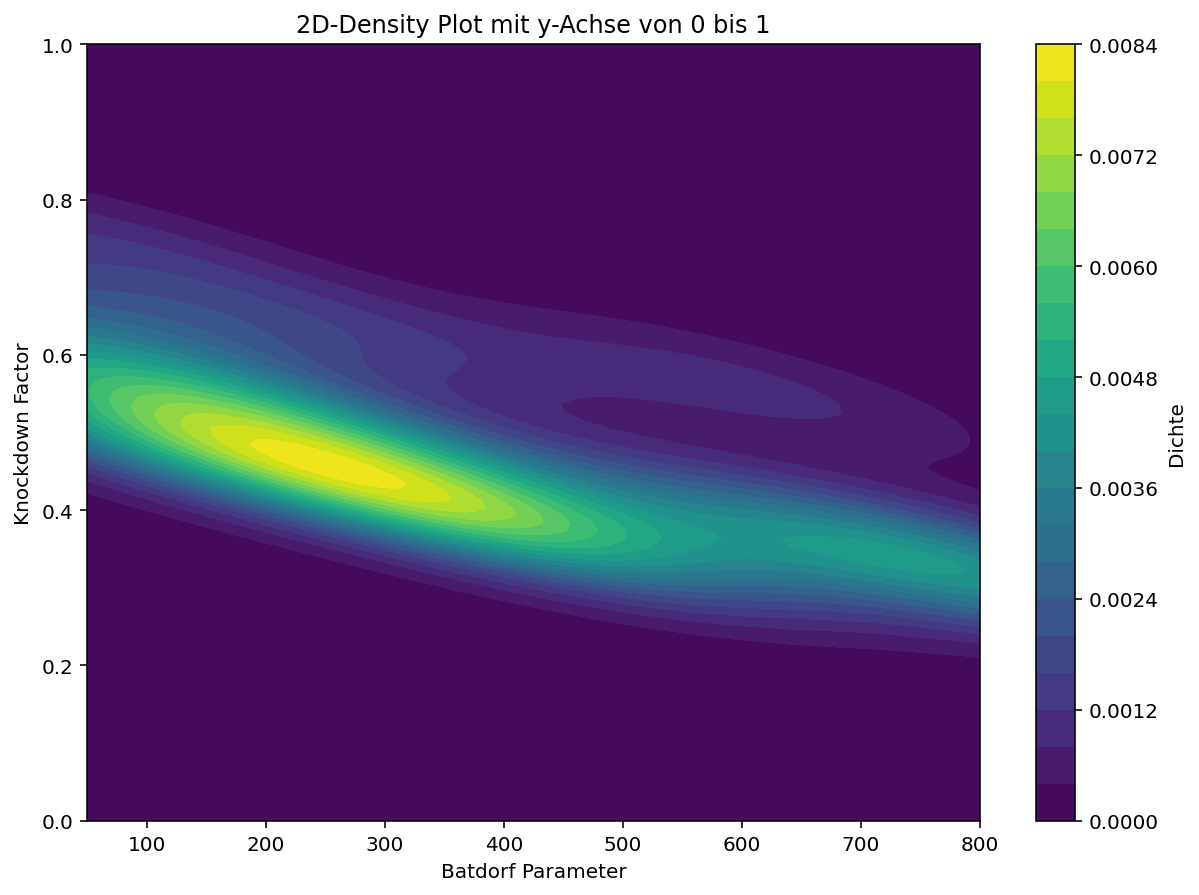 2D-Density Plot mit y-Achse von 0 bis 1
1.0
0.8
0.6
0.4
0.2
0.0
Knockdown Factor
100 200 300 400 500 600 700 800
Batdorf Parameter
0.0084
0.0072
0.0060
0.0048
0.0036
0.0024
0.0012
0.0000
Dichte